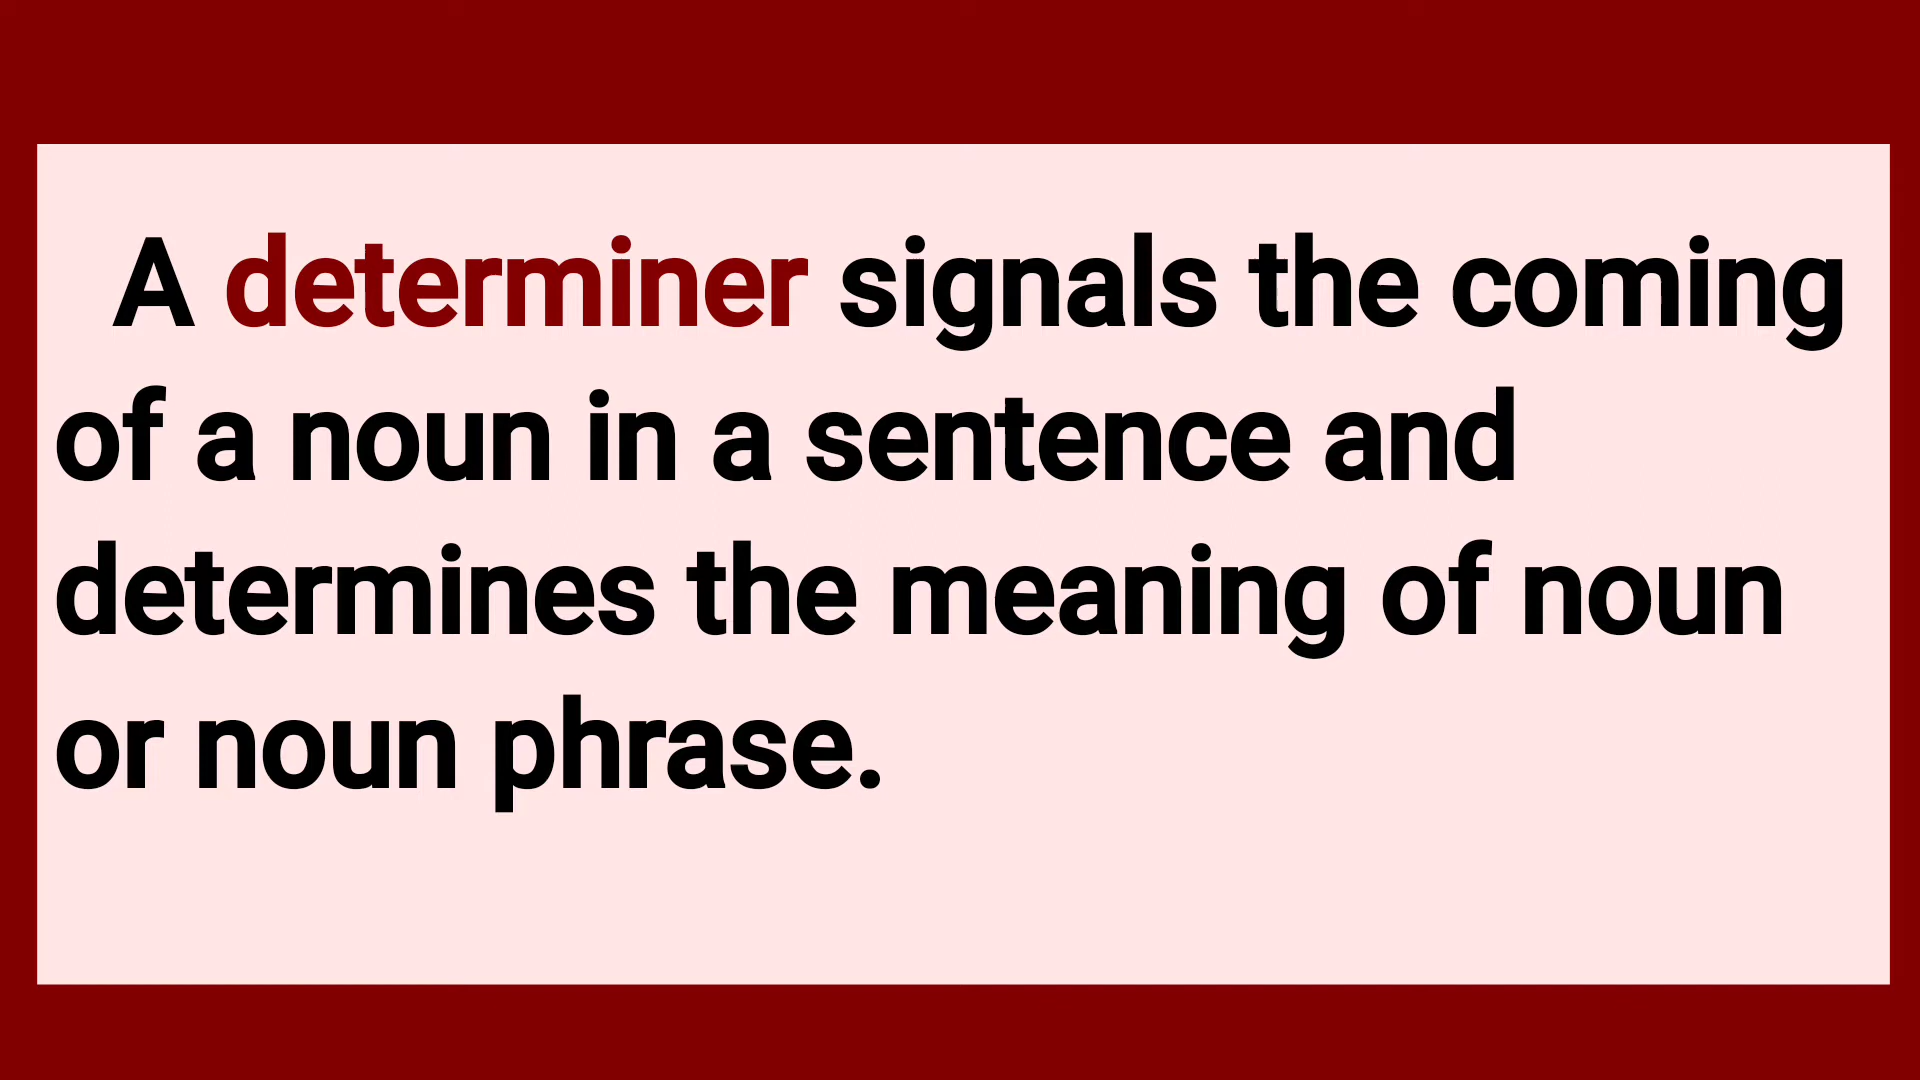 A determiner signals the coming
of a noun in a sentence and
determines the meaning of noun
or noun phrase.